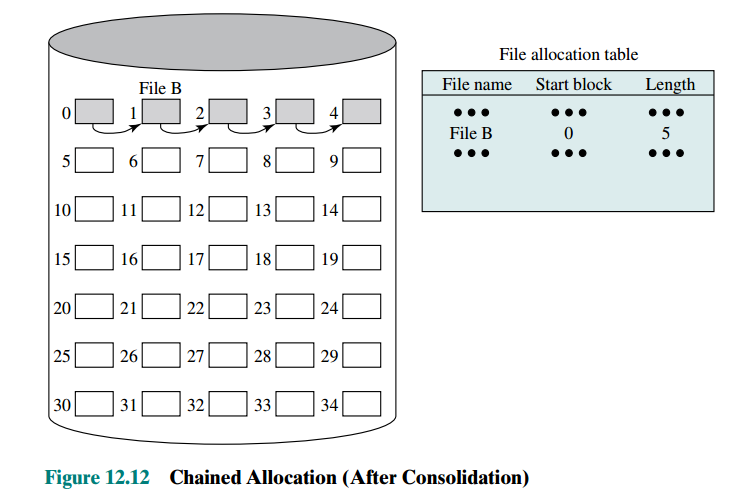 File allocation table
File B
File name Start block Length
0 1 2 3 4
••• ••• •••
File B 0 5
••• ••• •••
5 6 7 8 9
10 11 12 13 14
15 16 17 18 19
20 21 22 23 24
25 26 27 28 29
30 31 32 33 34
Figure 12.12 Chained Allocation (After Consolidation)